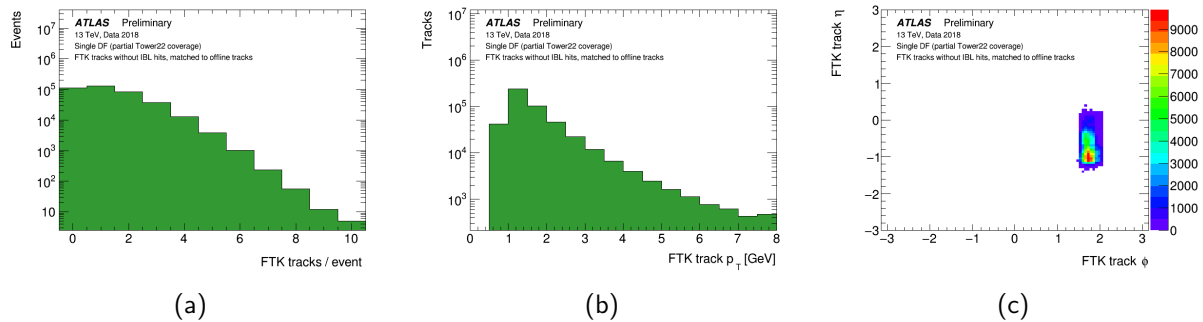 Events
ATLAS Preliminary
13 TeV, Data 2018
Single DF (partial Tower22 coverage)
FTK tracks without IBL hits, matched to offline tracks
10⁷
10⁶
10⁵
10⁴
10³
10²
10
0 2 4 6 8 10
FTK tracks / event
(a)
Tracks
ATLAS Preliminary
13 TeV, Data 2018
Single DF (partial Tower22 coverage)
FTK tracks without IBL hits, matched to offline tracks
10⁷
10⁶
10⁵
10⁴
10³
0 1 2 3 4 5 6 7 8
FTK track p_T [GeV]
(b)
FTK track η
ATLAS Preliminary
13 TeV, Data 2018
Single DF (partial Tower22 coverage)
FTK tracks without IBL hits, matched to offline tracks
3
2
1
0
−1
−2
−3
−3 −2 −1 0 1 2 3
FTK track ϕ
9000
8000
7000
6000
5000
4000
3000
2000
1000
0
(c)